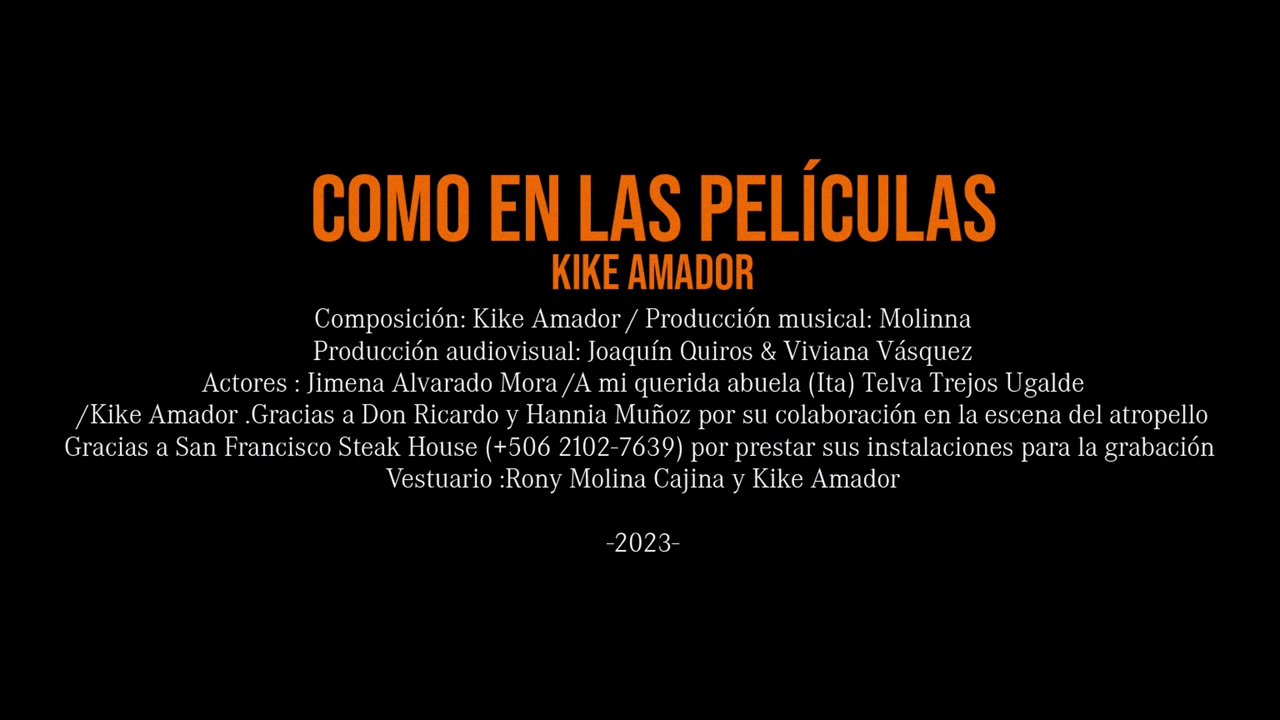 COMO EN LAS PELÍCULAS
KIKE AMADOR
Composición: Kike Amador / Producción musical: Molinna
Producción audiovisual: Joaquín Quiros & Viviana Vásquez
Actores : Jimena Alvarado Mora /A mi querida abuela (Ita) Telva Trejos Ugalde
/Kike Amador .Gracias a Don Ricardo y Hannia Muñoz por su colaboración en la escena del atropello
Gracias a San Francisco Steak House (+506 2102-7639) por prestar sus instalaciones para la grabación
Vestuario :Rony Molina Cajina y Kike Amador
-2023-